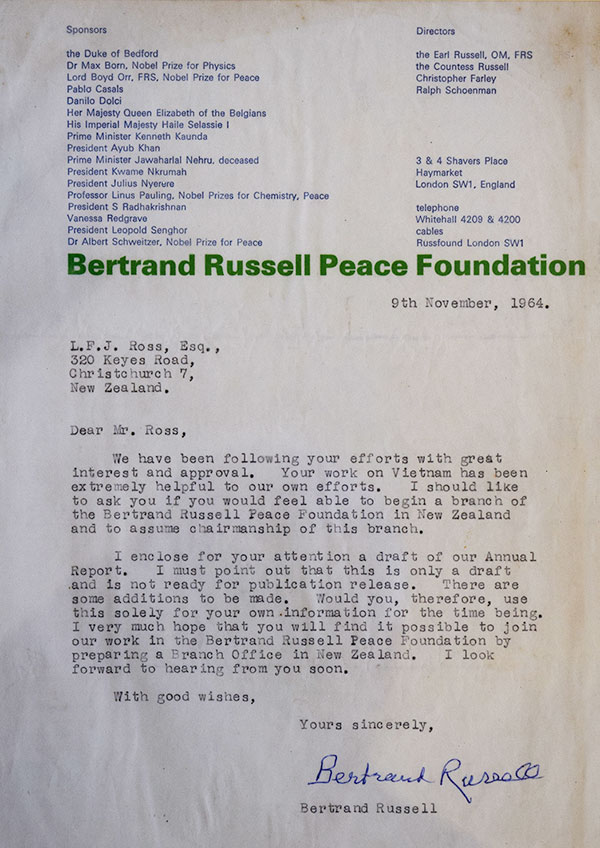 Sponsors
the Duke of Bedford
Dr Max Born, Nobel Prize for Physics
Lord Boyd Orr, FRS, Nobel Prize for Peace
Pablo Casals
Danilo Dolci
Her Majesty Queen Elizabeth of the Belgians
His Imperial Majesty Haile Selassie I
Prime Minister Kenneth Kaunda
President Ayub Khan
Prime Minister Jawaharlal Nehru, deceased
President Kwame Nkrumah
President Julius Nyerure
Professor Linus Pauling, Nobel Prizes for Chemistry, Peace
President S Radhakrishnan
Vanessa Redgrave
President Leopold Senghor
Dr Albert Schweitzer, Nobel Prize for Peace
Directors
the Earl Russell, OM, FRS
the Countess Russell
Christopher Farley
Ralph Schoenman
3 & 4 Shavers Place
Haymarket
London SW1, England
telephone
Whitehall 4209 & 4200
cables
Russfound London SW1
Bertrand Russell Peace Foundation
9th November, 1964.
L.F.J. Ross, Esq.,
320 Keyes Road,
Christchurch 7,
New Zealand.
Dear Mr. Ross,
We have been following your efforts with great
interest and approval. Your work on Vietnam has been
extremely helpful to our own efforts. I should like
to ask you if you would feel able to begin a branch of
the Bertrand Russell Peace Foundation in New Zealand
and to assume chairmanship of this branch.
I enclose for your attention a draft of our Annual
Report. I must point out that this is only a draft
and is not ready for publication release. There are
some additions to be made. Would you, therefore, use
this solely for your own information for the time being.
I very much hope that you will find it possible to join
our work in the Bertrand Russell Peace Foundation by
preparing a Branch Office in New Zealand. I look
forward to hearing from you soon.
With good wishes,
Yours sincerely,
Bertrand Russell
Bertrand Russell